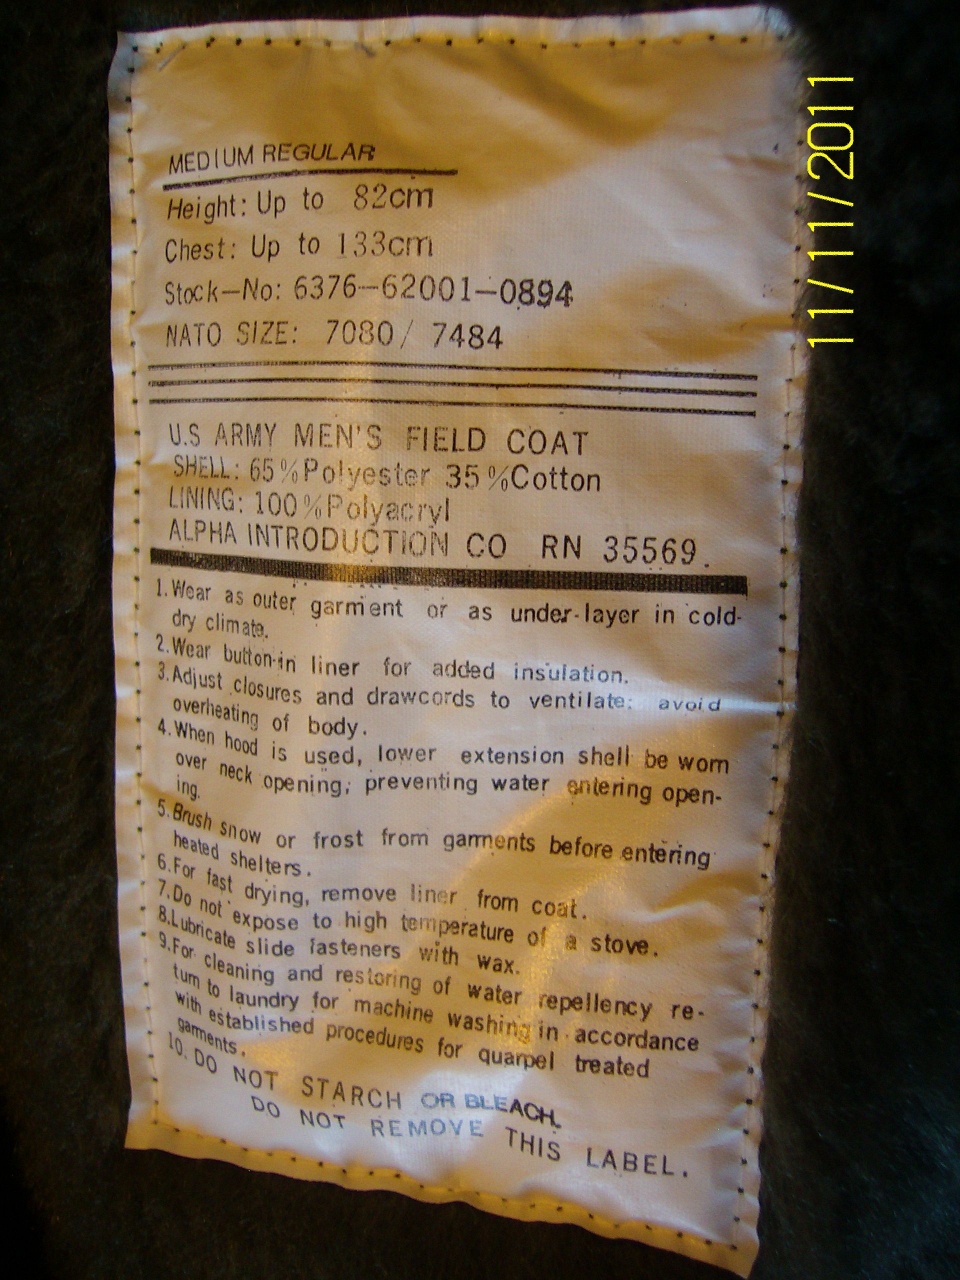 MEDIUM REGULAR
Height: Up to 82cm
Chest: Up to 133cm
Stock-No: 6376-62001-0894
NATO SIZE: 7080/ 7484
U.S ARMY MEN'S FIELD COAT
SHELL: 65%Polyester 35%Cotton
LINING: 100%Polyacryl
ALPHA INTRODUCTION CO RN 35569.
1.Wear as outer garment or as under-layer in cold-
dry climate.
2.Wear button-in liner for added insulation.
3.Adjust closures and drawcords to ventilate; avoid
overheating of body.
4.When hood is used, lower extension shell be worn
over neck opening; preventing water entering open-
ing.
5.Brush snow or frost from garments before entering
heated shelters.
6.For fast drying, remove liner from coat.
7.Do not expose to high temperature of a stove.
8.Lubricate slide fasteners with wax.
9.For cleaning and restoring of water repellency re-
turn to laundry for machine washing in accordance
with established procedures for quarpel treated
garments.
10. DO NOT STARCH OR BLEACH.
DO NOT REMOVE THIS LABEL.
11/11/2011